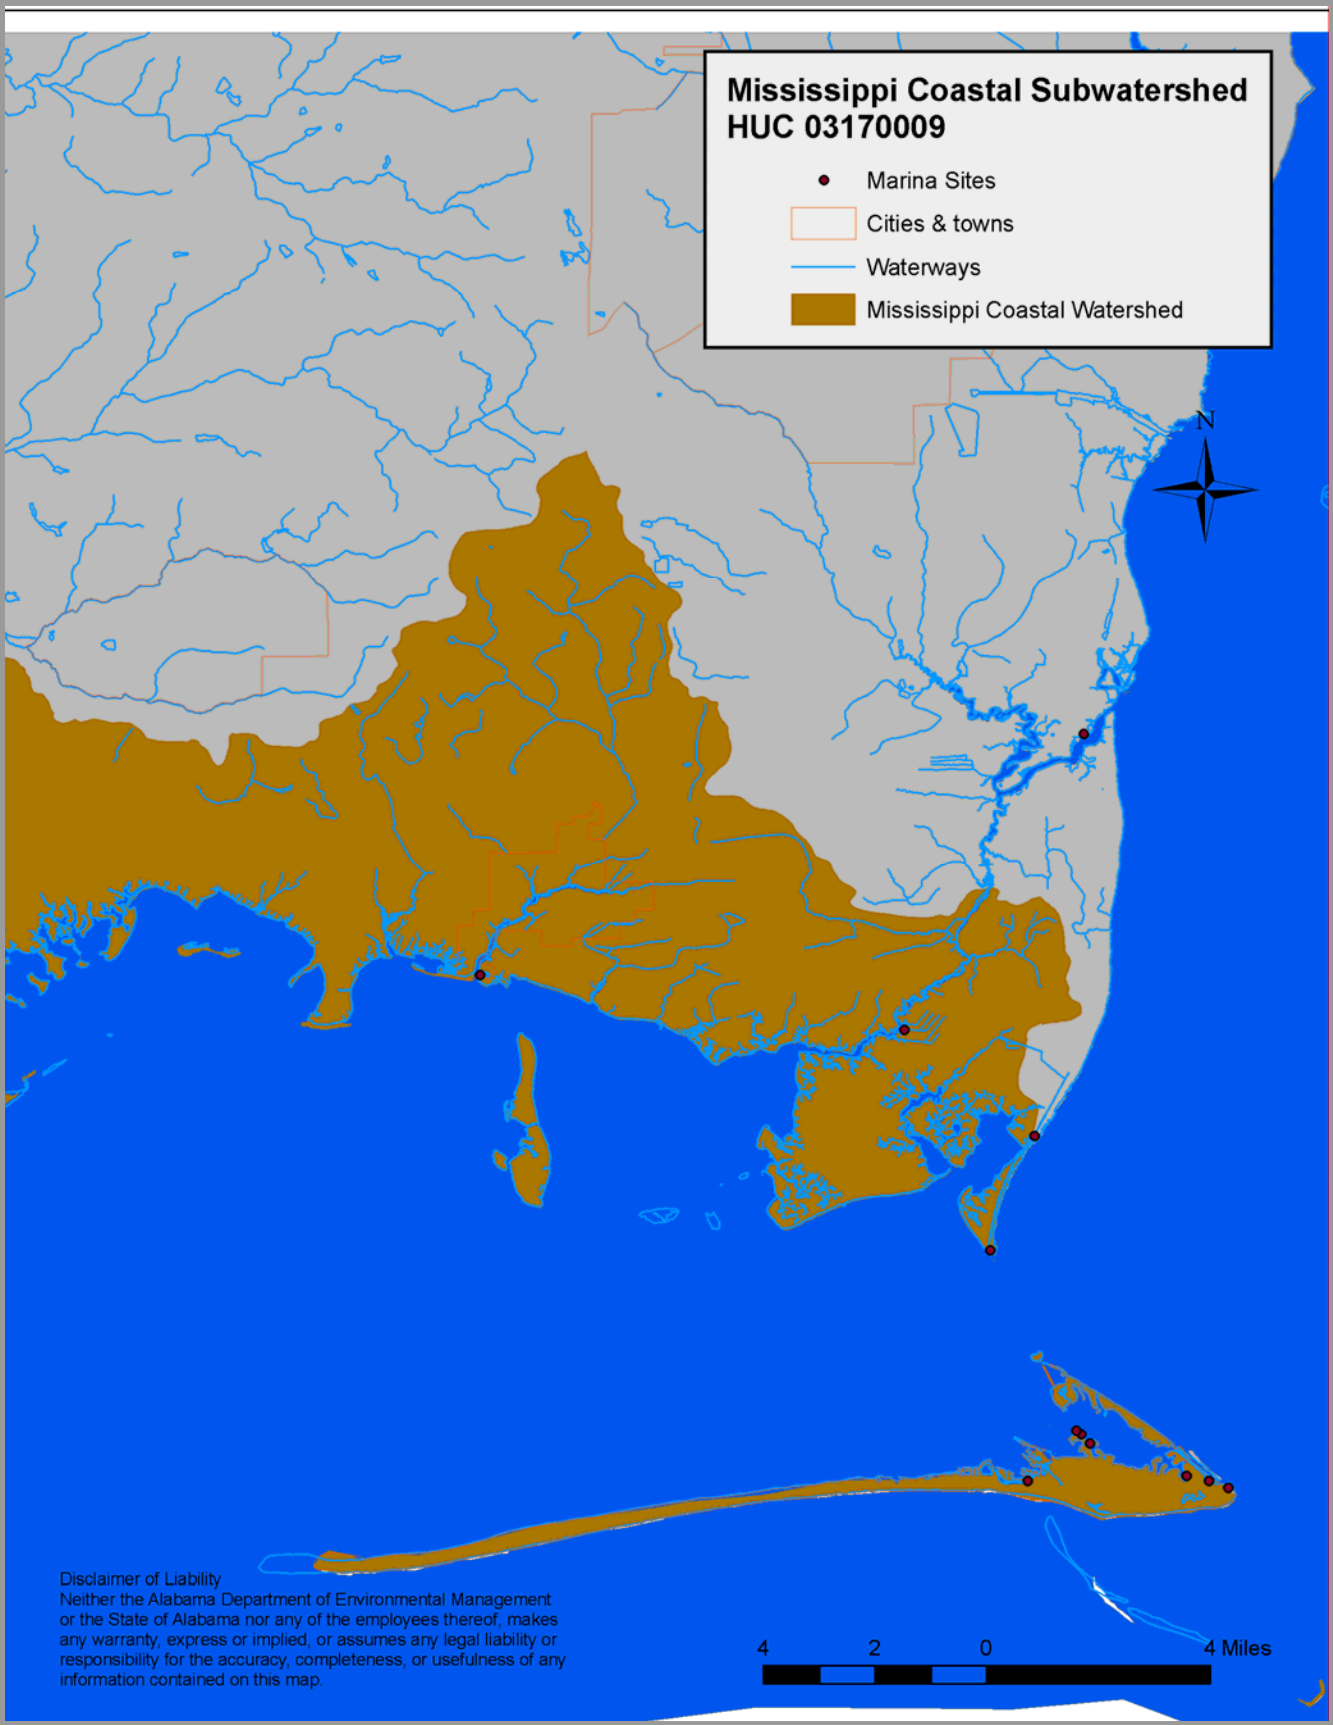 Mississippi Coastal Subwatershed
HUC 03170009
Marina Sites
Cities & towns
Waterways
Mississippi Coastal Watershed
N
Disclaimer of Liability
Neither the Alabama Department of Environmental Management
or the State of Alabama nor any of the employees thereof, makes
any warranty, express or implied, or assumes any legal liability or
responsibility for the accuracy, completeness, or usefulness of any
information contained on this map.
4 2 0 4 Miles